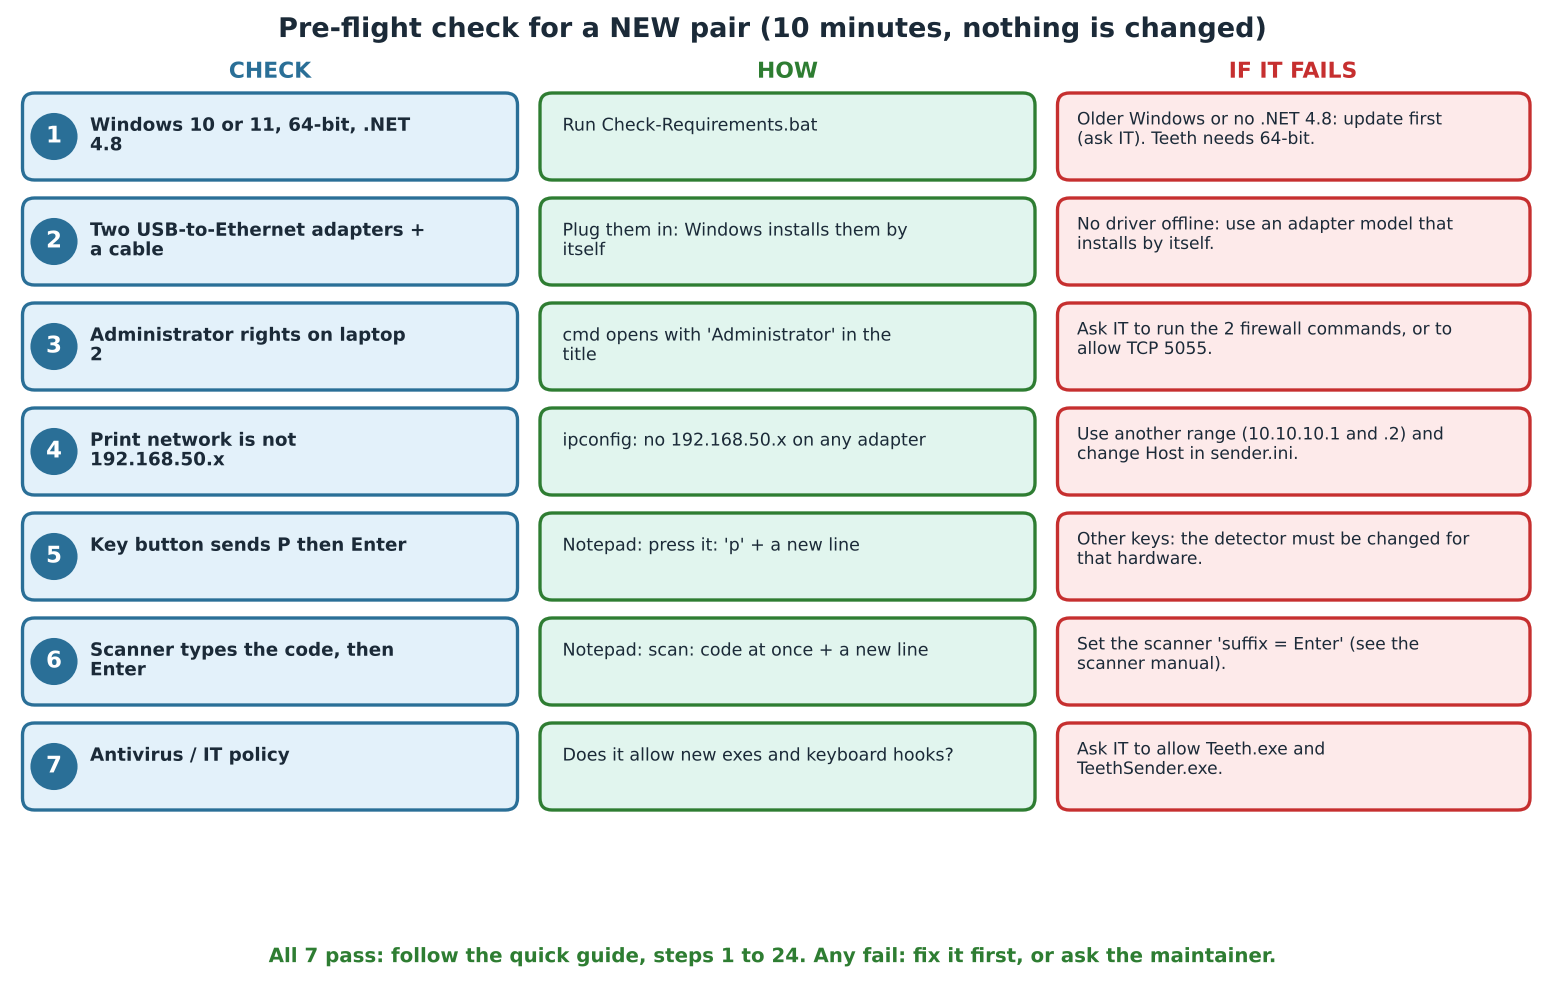 Pre-flight check for a NEW pair (10 minutes, nothing is changed)
CHECK
HOW
IF IT FAILS
1
Windows 10 or 11, 64-bit, .NET
4.8
Run Check-Requirements.bat
Older Windows or no .NET 4.8: update first
(ask IT). Teeth needs 64-bit.
2
Two USB-to-Ethernet adapters +
a cable
Plug them in: Windows installs them by
itself
No driver offline: use an adapter model that
installs by itself.
3
Administrator rights on laptop
2
cmd opens with 'Administrator' in the
title
Ask IT to run the 2 firewall commands, or to
allow TCP 5055.
4
Print network is not
192.168.50.x
ipconfig: no 192.168.50.x on any adapter
Use another range (10.10.10.1 and .2) and
change Host in sender.ini.
5
Key button sends P then Enter
Notepad: press it: 'p' + a new line
Other keys: the detector must be changed for
that hardware.
6
Scanner types the code, then
Enter
Notepad: scan: code at once + a new line
Set the scanner 'suffix = Enter' (see the
scanner manual).
7
Antivirus / IT policy
Does it allow new exes and keyboard hooks?
Ask IT to allow Teeth.exe and
TeethSender.exe.
All 7 pass: follow the quick guide, steps 1 to 24. Any fail: fix it first, or ask the maintainer.